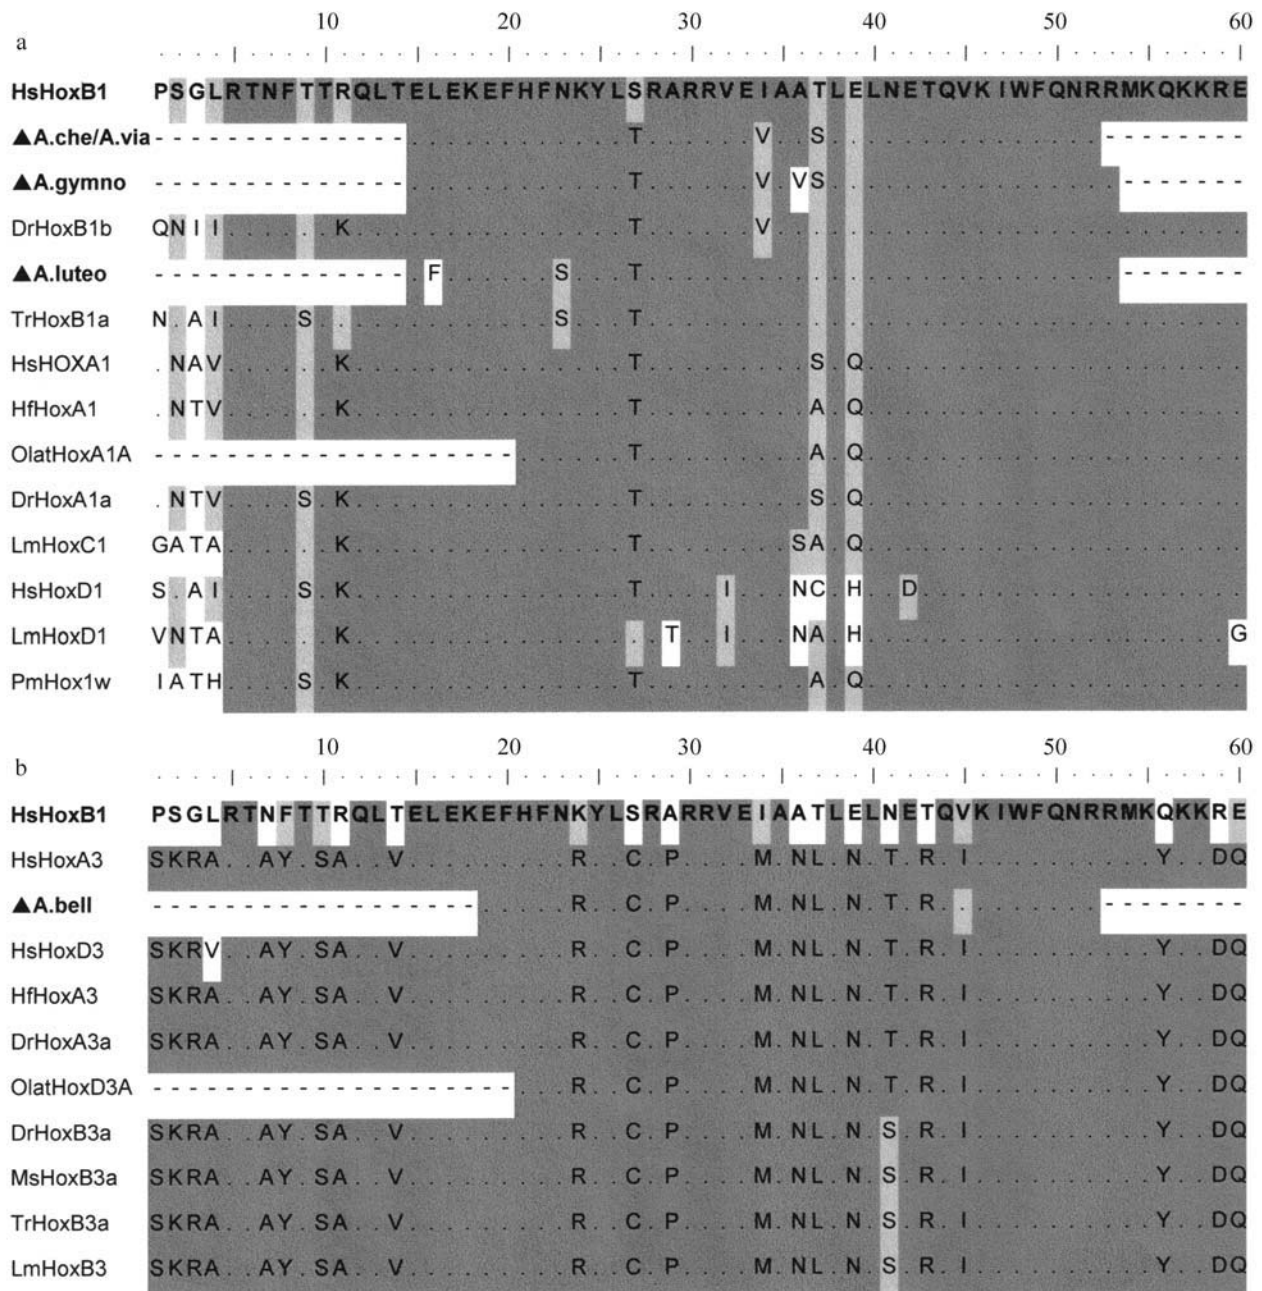 a
10 20 30 40 50 60
HsHoxB1 PSGLRTNFTTRQLTELEKEFHFNKYLSRARRVEIAATLELNETQVKIWFQNRRMKQKKRE
▲A.che/A.via --------------............T......V..S...............--------
▲A.gymno --------------............T......V.VS................-------
DrHoxB1b QNII......K...............T......V..........................
▲A.luteo --------------.F......S...T..........................-------
TrHoxB1a N.AI....S.............S...T.................................
HsHOXA1 .NAV......K...............T.........S.Q.....................
HfHoxA1 .NTV......K...............T.........A.Q.....................
OlatHoxA1A --------------------......T.........A.Q.....................
DrHoxA1a .NTV....S.K...............T.........S.Q.....................
LmHoxC1 GATA......K...............T........SA.Q.....................
HsHoxD1 S.AI....S.K...............T....I...NC.H..D..................
LmHoxD1 VNTA......K.................T..I...NA.H....................G
PmHox1w IATH....S.K...............T.........A.Q.....................
b
10 20 30 40 50 60
HsHoxB1 PSGLRTNFTTRQLTELEKEFHFNKYLSRARRVEIAATLELNETQVKIWFQNRRMKQKKRE
HsHoxA3 SKRA..AY.SA..V.........R..C.P....M.NL.N.T.R.I..........Y..DQ
▲A.bell ------------------.....R..C.P....M.NL.N.T.R.........--------
HsHoxD3 SKRV..AY.SA..V.........R..C.P....M.NL.N.T.R.I..........Y..DQ
HfHoxA3 SKRA..AY.SA..V.........R..C.P....M.NL.N.T.R.I..........Y..DQ
DrHoxA3a SKRA..AY.SA..V.........R..C.P....M.NL.N.T.R.I..........Y..DQ
OlatHoxD3A --------------------...R..C.P....M.NL.N.T.R.I..........Y..DQ
DrHoxB3a SKRA..AY.SA..V.........R..C.P....M.NL.N.S.R.I..........Y..DQ
MsHoxB3a SKRA..AY.SA..V.........R..C.P....M.NL.N.S.R.I..........Y..DQ
TrHoxB3a SKRA..AY.SA..V.........R..C.P....M.NL.N.S.R.I..........Y..DQ
LmHoxB3 SKRA..AY.SA..V.........R..C.P....M.NL.N.S.R.I..........Y..DQ